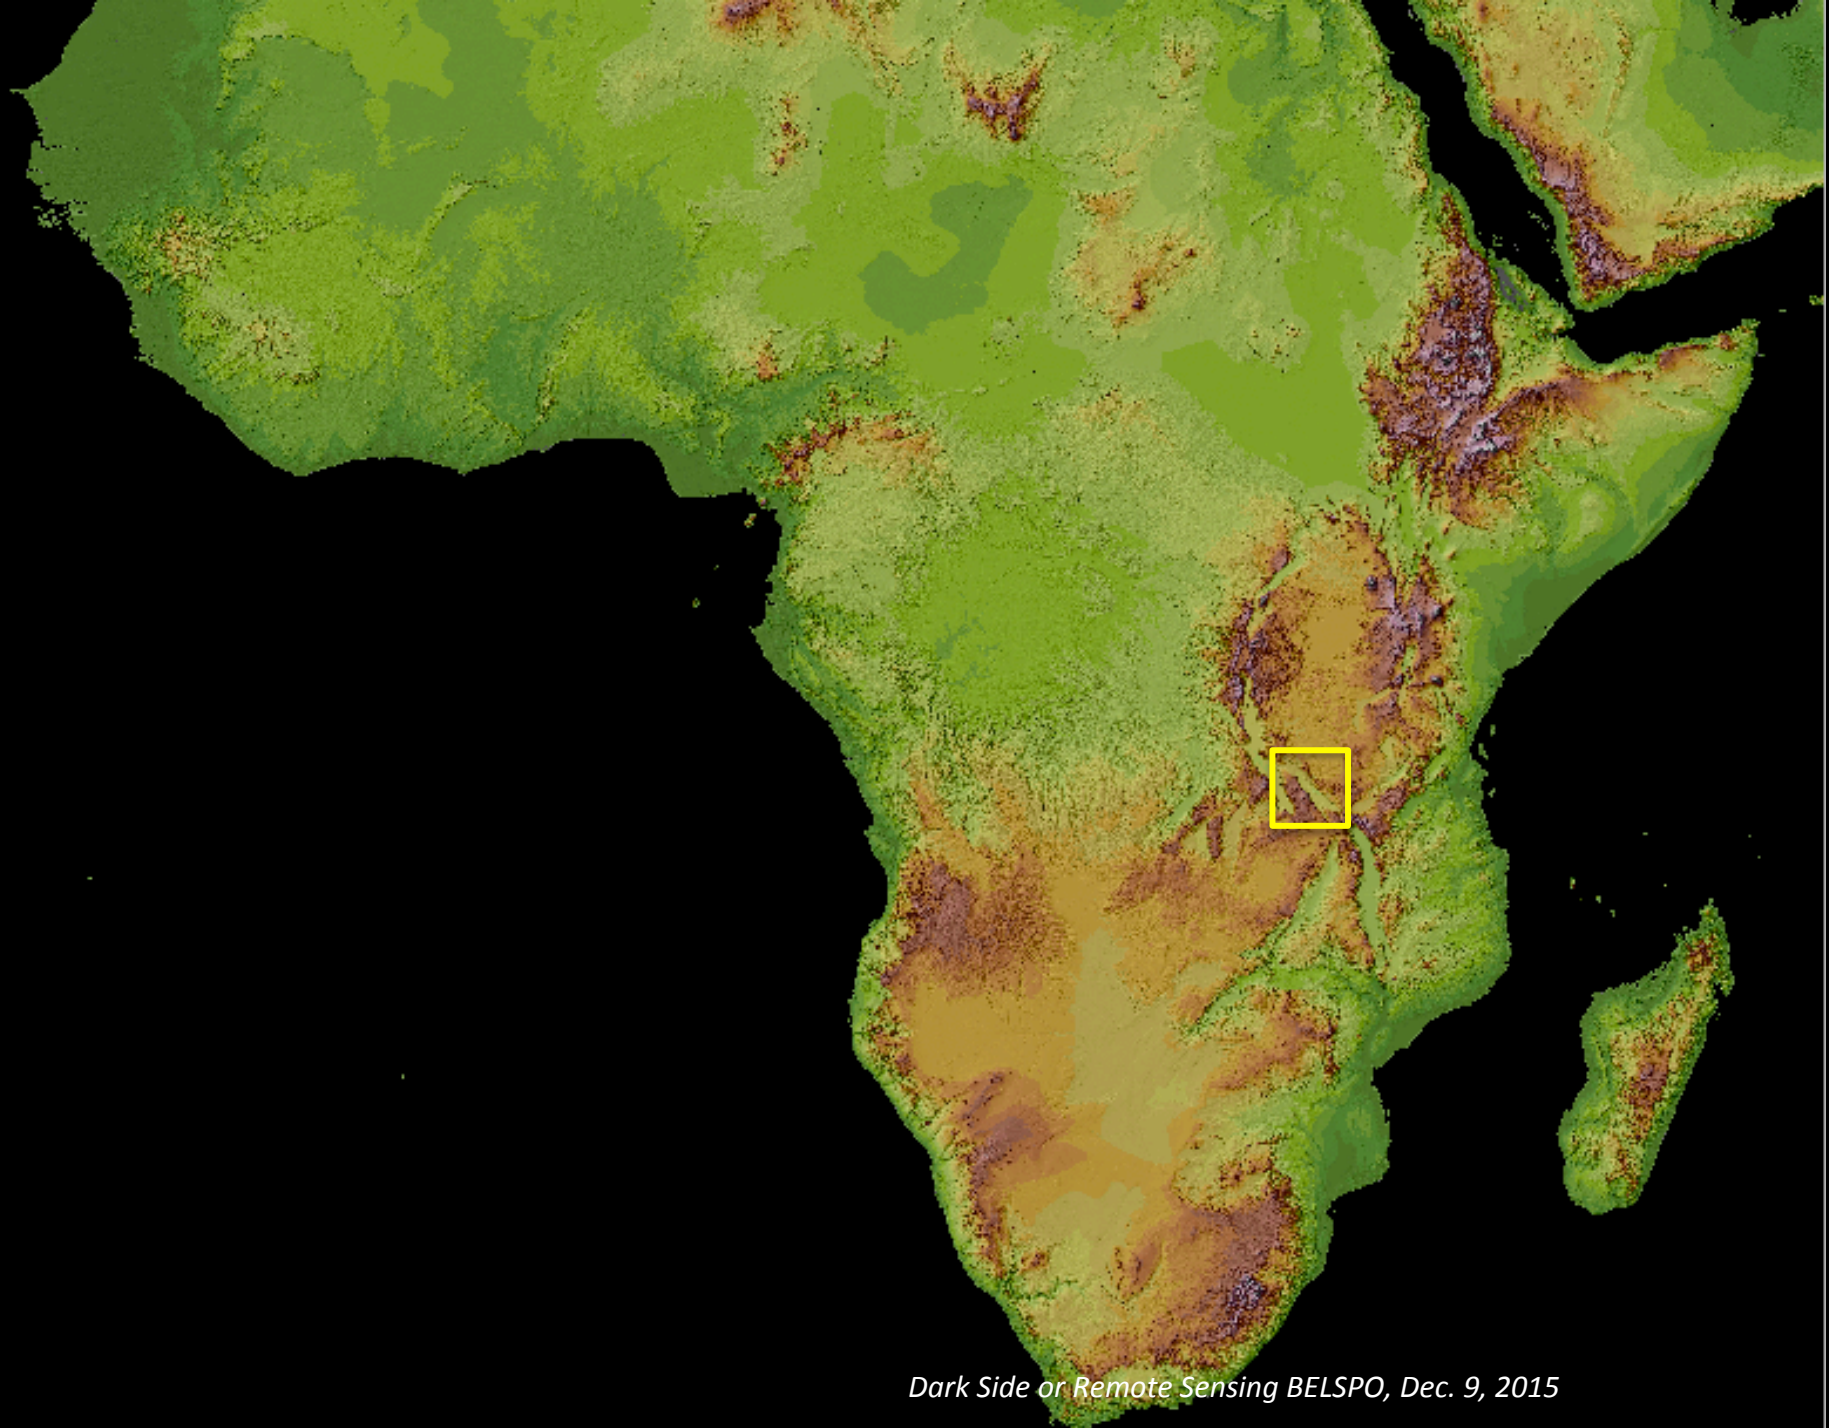 Dark Side or Remote Sensing BELSPO, Dec. 9, 2015